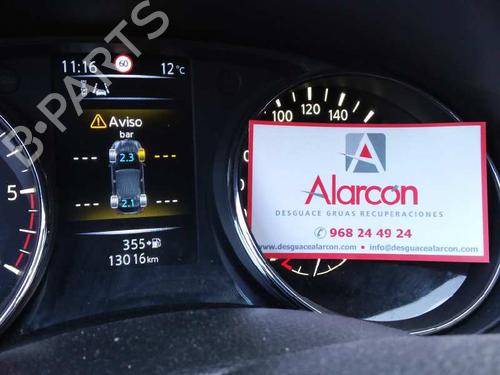 11:16 60 12°C
Aviso
bar
--- 2.3 ---
--- 2.1 ---
355
13016 km
5
100 120 140
Alarcón
DESGUACE GRUAS RECUPERACIONES
968 24 49 24
www.desguacealarcon.com • info@desguacealarcon.com
B-PARTS